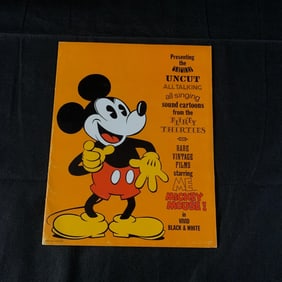 Presenting
the
ORIGINAL
UNCUT
ALL TALKING
all singing
sound cartoons
from the
FLIRTY
THIRTIES
RARE
VINTAGE
FILMS
starring
ME
MICKEY
MOUSE!
in
VIVID
BLACK & WHITE